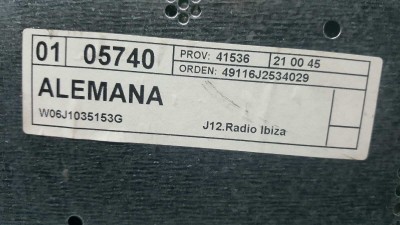 01 05740 PROV: 41536 21 00 45
ORDEN: 49116J2534029
ALEMANA
W06J1035153G
J12.Radio Ibiza